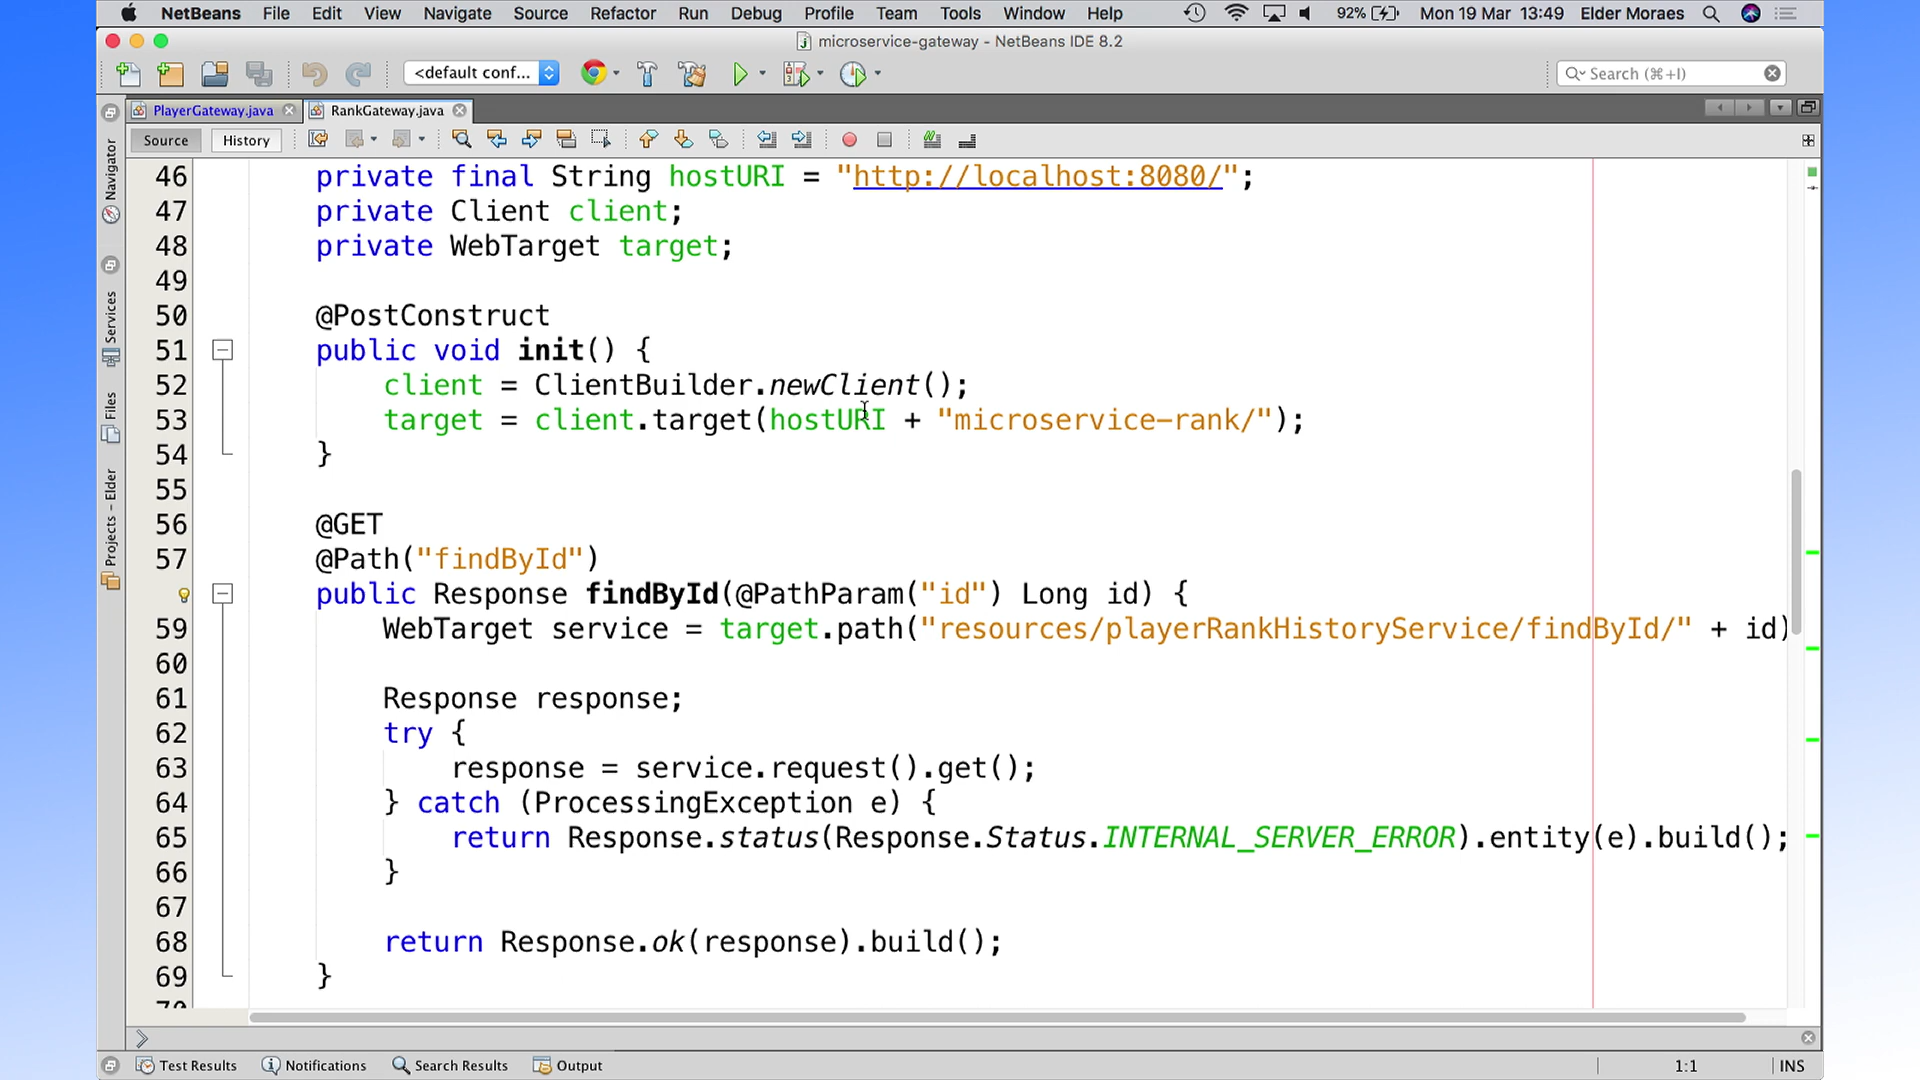 NetBeans File Edit View Navigate Source Refactor Run Debug Profile Team Tools Window Help 92% Mon 19 Mar 13:49 Elder Moraes
microservice-gateway - NetBeans IDE 8.2
<default conf... Search (⌘+I)
PlayerGateway.java RankGateway.java
Source History
Navigator
Services
Files
Projects - Elder
46 private final String hostURI = "http://localhost:8080/";
47 private Client client;
48 private WebTarget target;
49
50 @PostConstruct
51 public void init() {
52 client = ClientBuilder.newClient();
53 target = client.target(hostURI + "microservice-rank/");
54 }
55
56 @GET
57 @Path("findById")
public Response findById(@PathParam("id") Long id) {
59 WebTarget service = target.path("resources/playerRankHistoryService/findById/" + id)
60
61 Response response;
62 try {
63 response = service.request().get();
64 } catch (ProcessingException e) {
65 return Response.status(Response.Status.INTERNAL_SERVER_ERROR).entity(e).build();
66 }
67
68 return Response.ok(response).build();
69 }
70
Test Results Notifications Search Results Output 1:1 INS